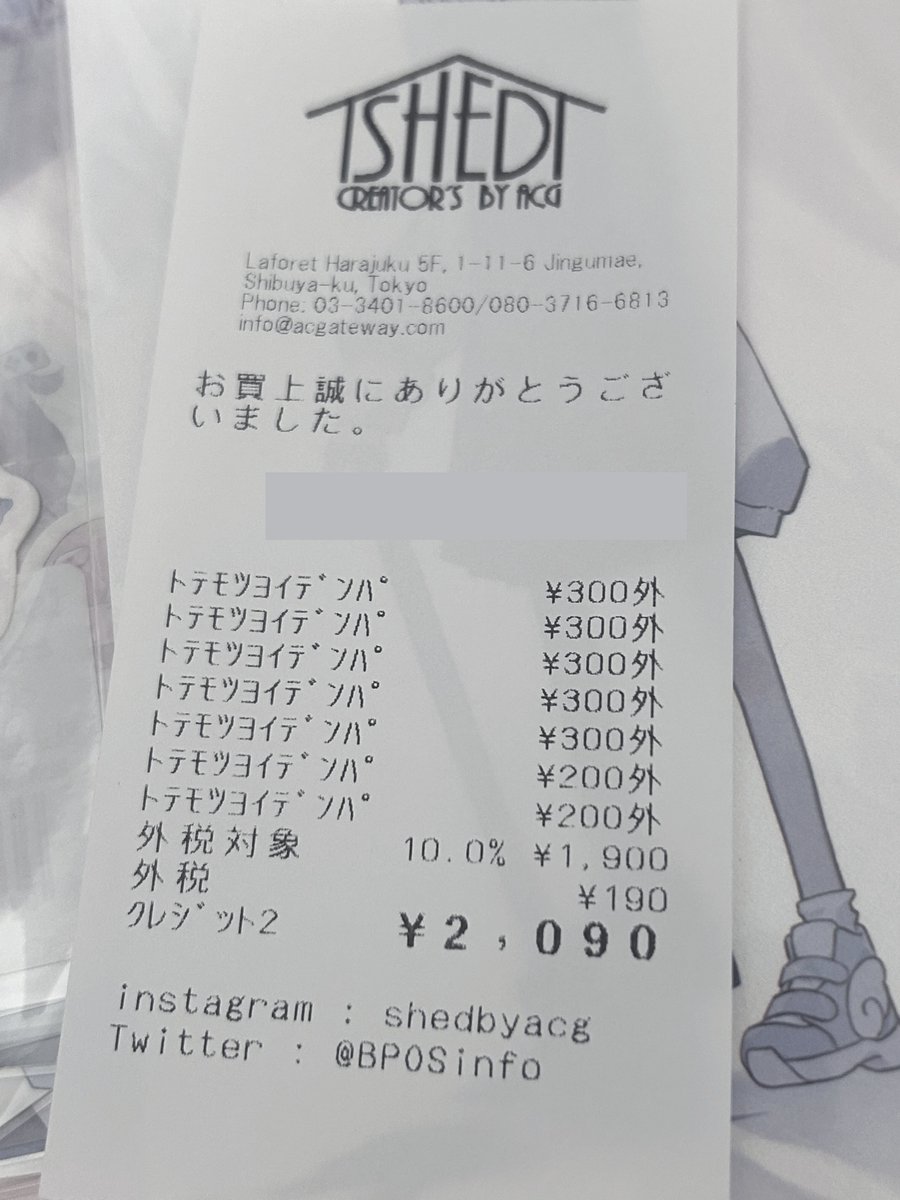 SHED
CREATOR'S BY ACG
Laforet Harajuku 5F, 1-11-6 Jingumae,
Shibuya-ku, Tokyo
Phone: 03-3401-8600/080-3716-6813
info@acgateway.com
お買上誠にありがとうござ
いました。
ﾄﾃﾓﾂﾖｲﾃﾞﾝﾊﾟ ¥300外
ﾄﾃﾓﾂﾖｲﾃﾞﾝﾊﾟ ¥300外
ﾄﾃﾓﾂﾖｲﾃﾞﾝﾊﾟ ¥300外
ﾄﾃﾓﾂﾖｲﾃﾞﾝﾊﾟ ¥300外
ﾄﾃﾓﾂﾖｲﾃﾞﾝﾊﾟ ¥300外
ﾄﾃﾓﾂﾖｲﾃﾞﾝﾊﾟ ¥200外
ﾄﾃﾓﾂﾖｲﾃﾞﾝﾊﾟ ¥200外
外税対象 10.0% ¥1,900
外税 ¥190
ｸﾚｼﾞｯﾄ2 ¥2,090
instagram : shedbyacg
Twitter : @BPOSinfo